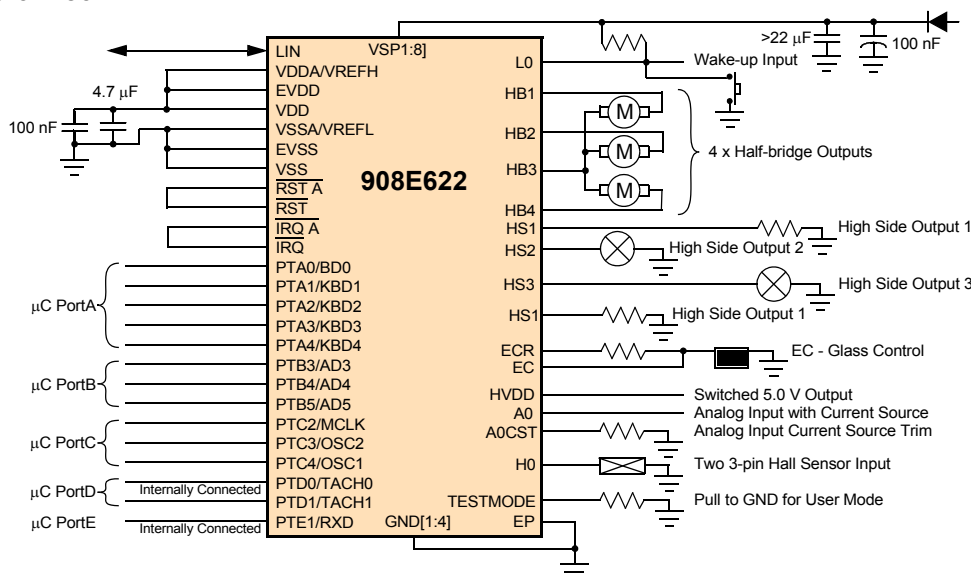 LIN
VDDA/VREFH
EVDD
VDD
VSSA/VREFL
EVSS
VSS
RST A
RST
IRQ A
IRQ
PTA0/BD0
PTA1/KBD1
PTA2/KBD2
PTA3/KBD3
PTA4/KBD4
PTB3/AD3
PTB4/AD4
PTB5/AD5
PTC2/MCLK
PTC3/OSC2
PTC4/OSC1
PTD0/TACH0
PTD1/TACH1
PTE1/RXD
4.7 μF
100 nF
μC PortA
μC PortB
μC PortC
μC PortD
μC PortE
Internally Connected
Internally Connected
VSP1:8]
908E622
GND[1:4]
L0
HB1
HB2
HB3
HB4
HS1
HS2
HS3
HS1
ECR
EC
HVDD
A0
A0CST
H0
TESTMODE
EP
>22 μF
100 nF
Wake-up Input
M
M
M
4 x Half-bridge Outputs
High Side Output 1
High Side Output 2
High Side Output 3
High Side Output 1
EC - Glass Control
Switched 5.0 V Output
Analog Input with Current Source
Analog Input Current Source Trim
Two 3-pin Hall Sensor Input
Pull to GND for User Mode